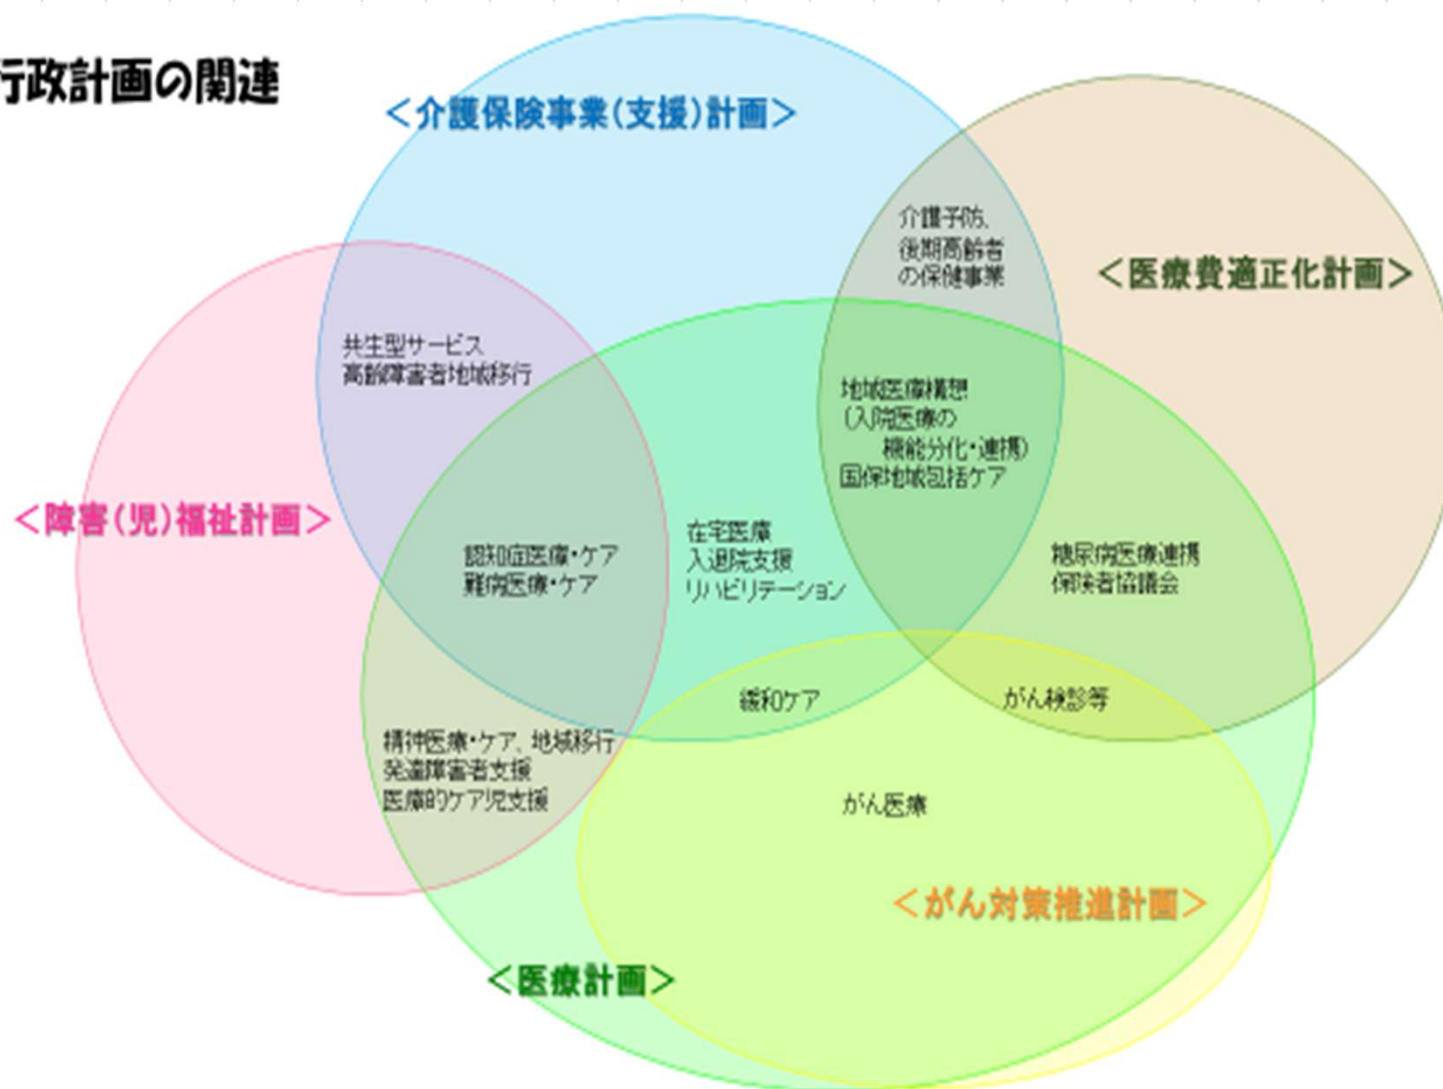 行政計画の関連
＜介護保険事業(支援)計画＞
介護予防、
後期高齢者
の保健事業
＜医療費適正化計画＞
共生型サービス
高齢障害者地域移行
地域医療構想
(入院医療の
機能分化・連携)
国保地域包括ケア
＜障害(児)福祉計画＞
認知症医療・ケア
難病医療・ケア
在宅医療
入退院支援
リハビリテーション
糖尿病医療連携
保険者協議会
緩和ケア
がん検診等
精神医療・ケア、地域移行
発達障害者支援
医療的ケア児支援
がん医療
＜がん対策推進計画＞
＜医療計画＞